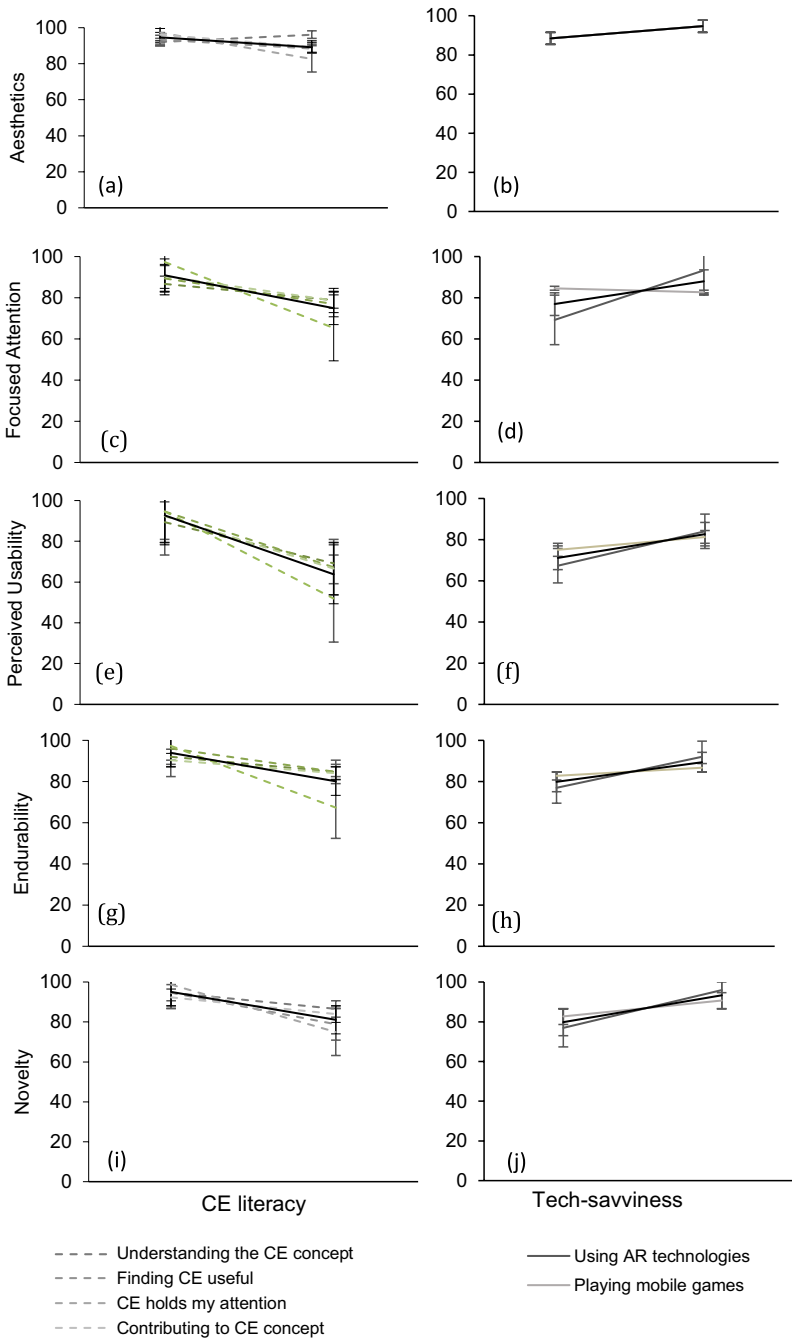 100
80
60
40
20
0
Aesthetics
(a)
100
80
60
40
20
0
(b)
100
80
60
40
20
0
Focused Attention
(c)
100
80
60
40
20
0
(d)
100
80
60
40
20
0
Perceived Usability
(e)
100
80
60
40
20
0
(f)
100
80
60
40
20
0
Endurability
(g)
100
80
60
40
20
0
(h)
100
80
60
40
20
0
Novelty
(i)
100
80
60
40
20
0
(j)
CE literacy
Tech-savviness
Understanding the CE concept
Finding CE useful
CE holds my attention
Contributing to CE concept
Using AR technologies
Playing mobile games